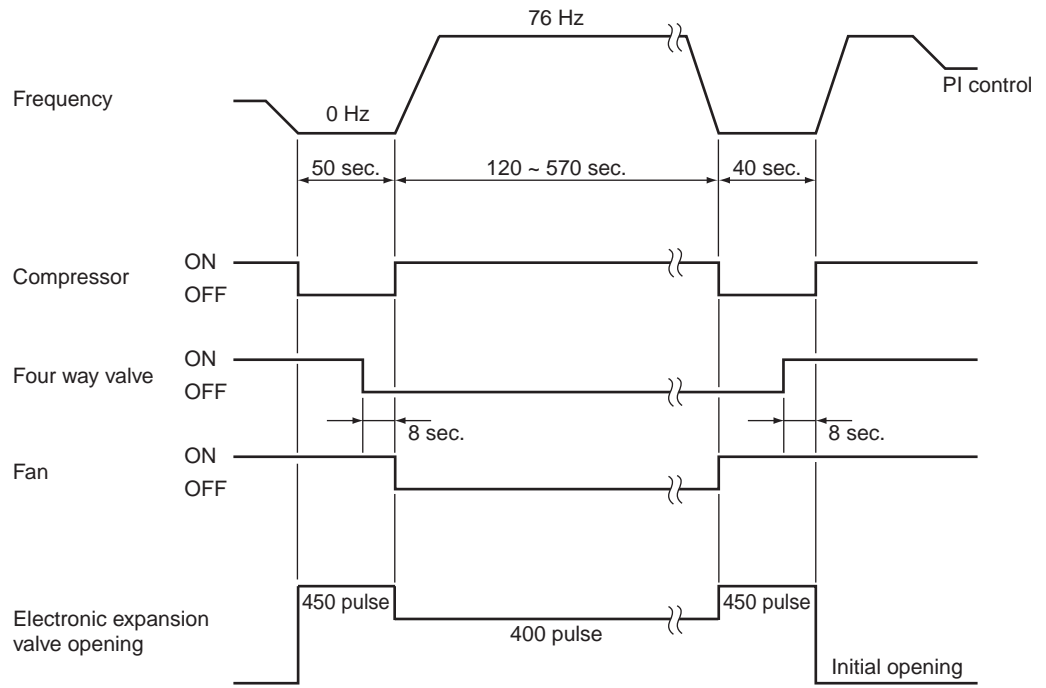 76 Hz
Frequency
0 Hz
PI control
50 sec.
120 ~ 570 sec.
40 sec.
Compressor
ON
OFF
Four way valve
ON
OFF
8 sec.
8 sec.
Fan
ON
OFF
Electronic expansion
valve opening
450 pulse
400 pulse
450 pulse
Initial opening